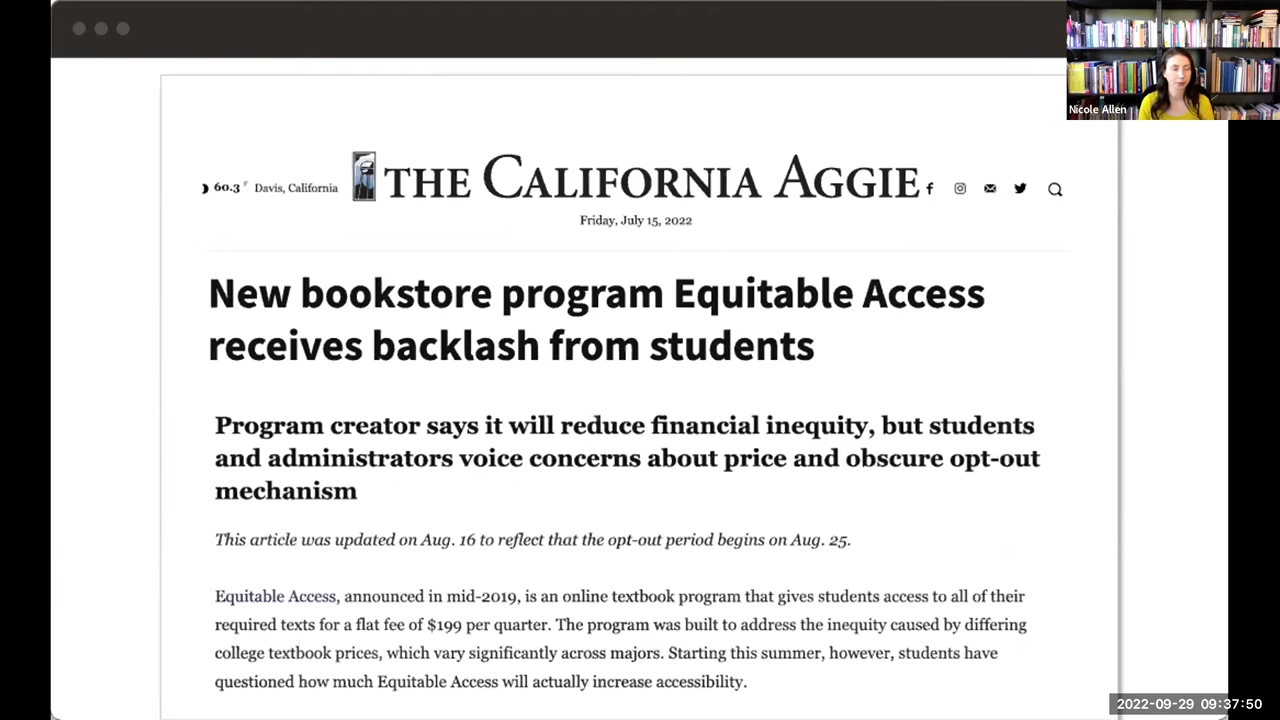 Nicole Allen
60.3 F Davis, California
THE CALIFORNIA AGGIE
Friday, July 15, 2022
New bookstore program Equitable Access
receives backlash from students
Program creator says it will reduce financial inequity, but students
and administrators voice concerns about price and obscure opt-out
mechanism
This article was updated on Aug. 16 to reflect that the opt-out period begins on Aug. 25.
Equitable Access, announced in mid-2019, is an online textbook program that gives students access to all of their
required texts for a flat fee of $199 per quarter. The program was built to address the inequity caused by differing
college textbook prices, which vary significantly across majors. Starting this summer, however, students have
questioned how much Equitable Access will actually increase accessibility.
2022-09-29 09:37:50